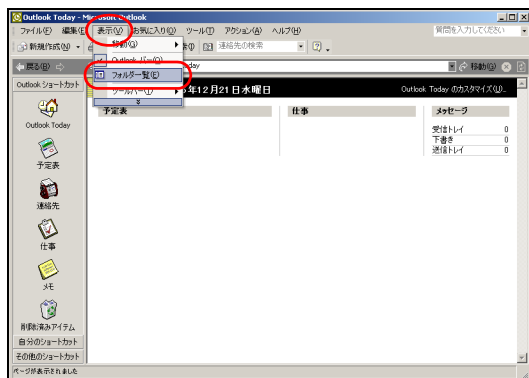 Outlook Today - Microsoft Outlook
ファイル(F) 編集(E) 表示(V) お気に入り(O) ツール(T) アクション(A) ヘルプ(H) 質問を入力してください
新規作成(N) 移動(G) 連絡先の検索
戻る(B) Outlook バー(O) day 移動(G)
Outlook ショートカット フォルダ一覧(E)
ツールバー(T) 年12月21日水曜日 Outlook Today のカスタマイズ(U)...
予定表 仕事 メッセージ
Outlook Today
受信トレイ 0
下書き 0
送信トレイ 0
予定表
連絡先
仕事
メモ
削除済みアイテム
自分のショートカット
その他のショートカット
ページが表示されました